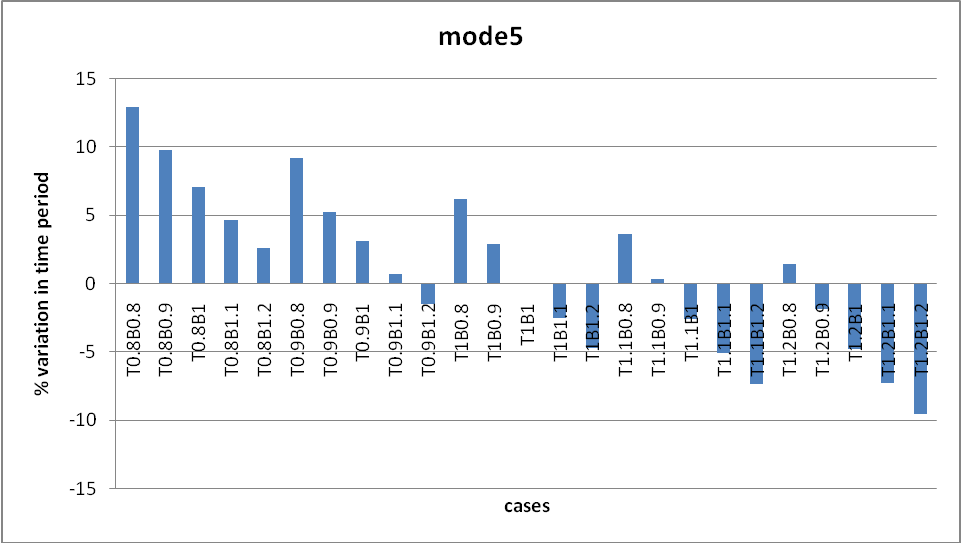 mode5
% variation in time period
15
10
5
0
-5
-10
-15
T0.8B0.8
T0.8B0.9
T0.8B1
T0.8B1.1
T0.8B1.2
T0.9B0.8
T0.9B0.9
T0.9B1
T0.9B1.1
T0.9B1.2
T1B0.8
T1B0.9
T1B1
T1B1.1
T1B1.2
T1.1B0.8
T1.1B0.9
T1.1B1
T1.1B1.1
T1.1B1.2
T1.2B0.8
T1.2B0.9
T1.2B1
T1.2B1.1
T1.2B1.2
cases